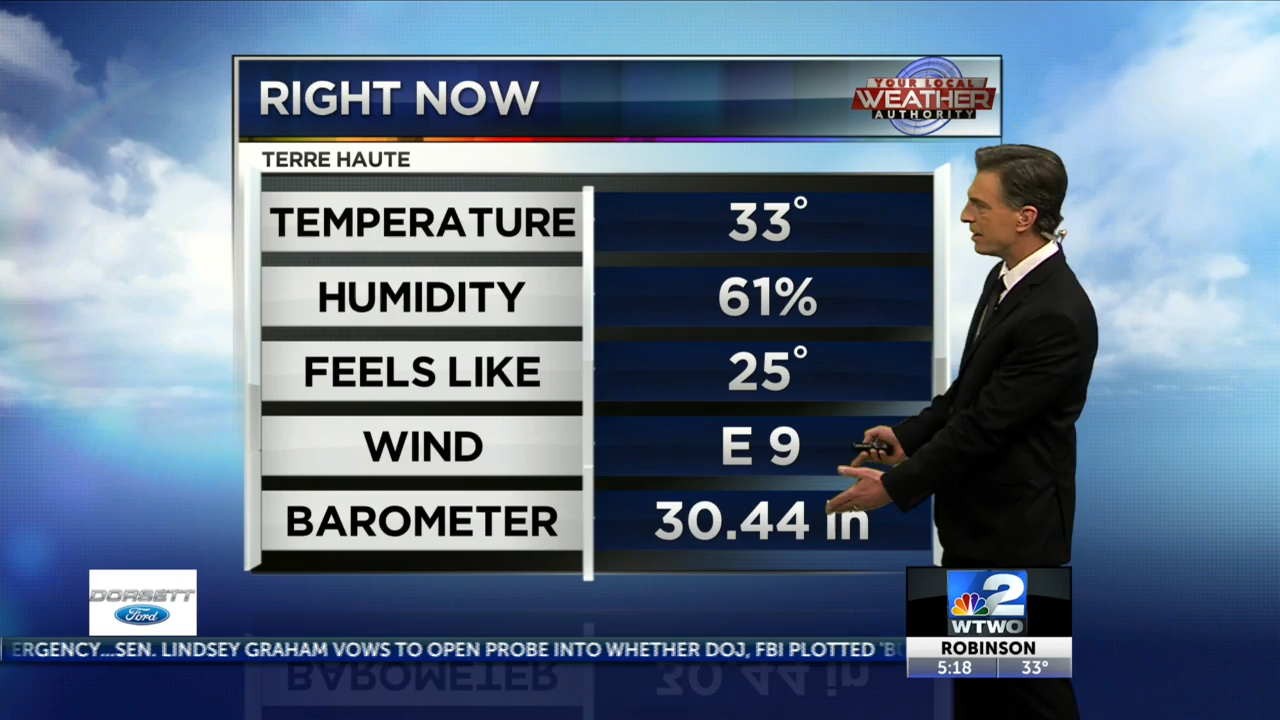 RIGHT NOW
YOUR LOCAL
WEATHER
AUTHORITY
TERRE HAUTE
TEMPERATURE 33°
HUMIDITY 61%
FEELS LIKE 25°
WIND E 9
BAROMETER 30.44 in
DORSETT
Ford
2
WTWO
ERGENCY...SEN. LINDSEY GRAHAM VOWS TO OPEN PROBE INTO WHETHER DOJ, FBI PLOTTED
ROBINSON
5:18 33°